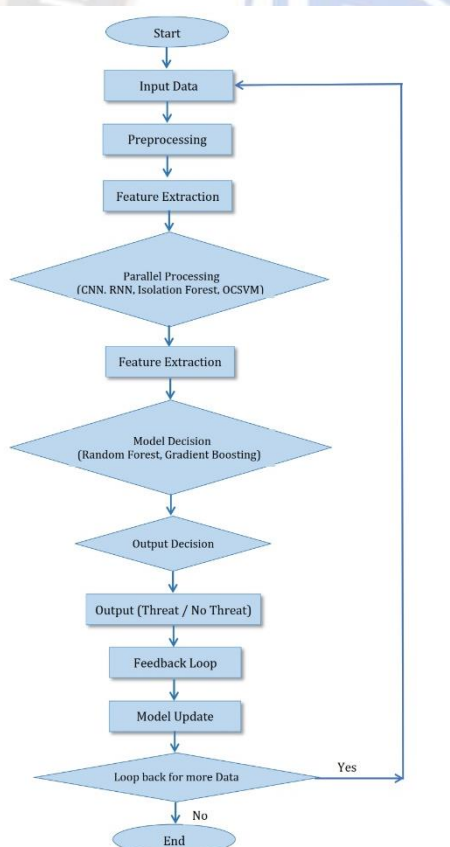 Start
Input Data
Preprocessing
Feature Extraction
Parallel Processing
(CNN, RNN, Isolation Forest, OCSVM)
Feature Extraction
Model Decision
(Random Forest, Gradient Boosting)
Output Decision
Output (Threat / No Threat)
Feedback Loop
Model Update
Loop back for more Data
Yes
No
End